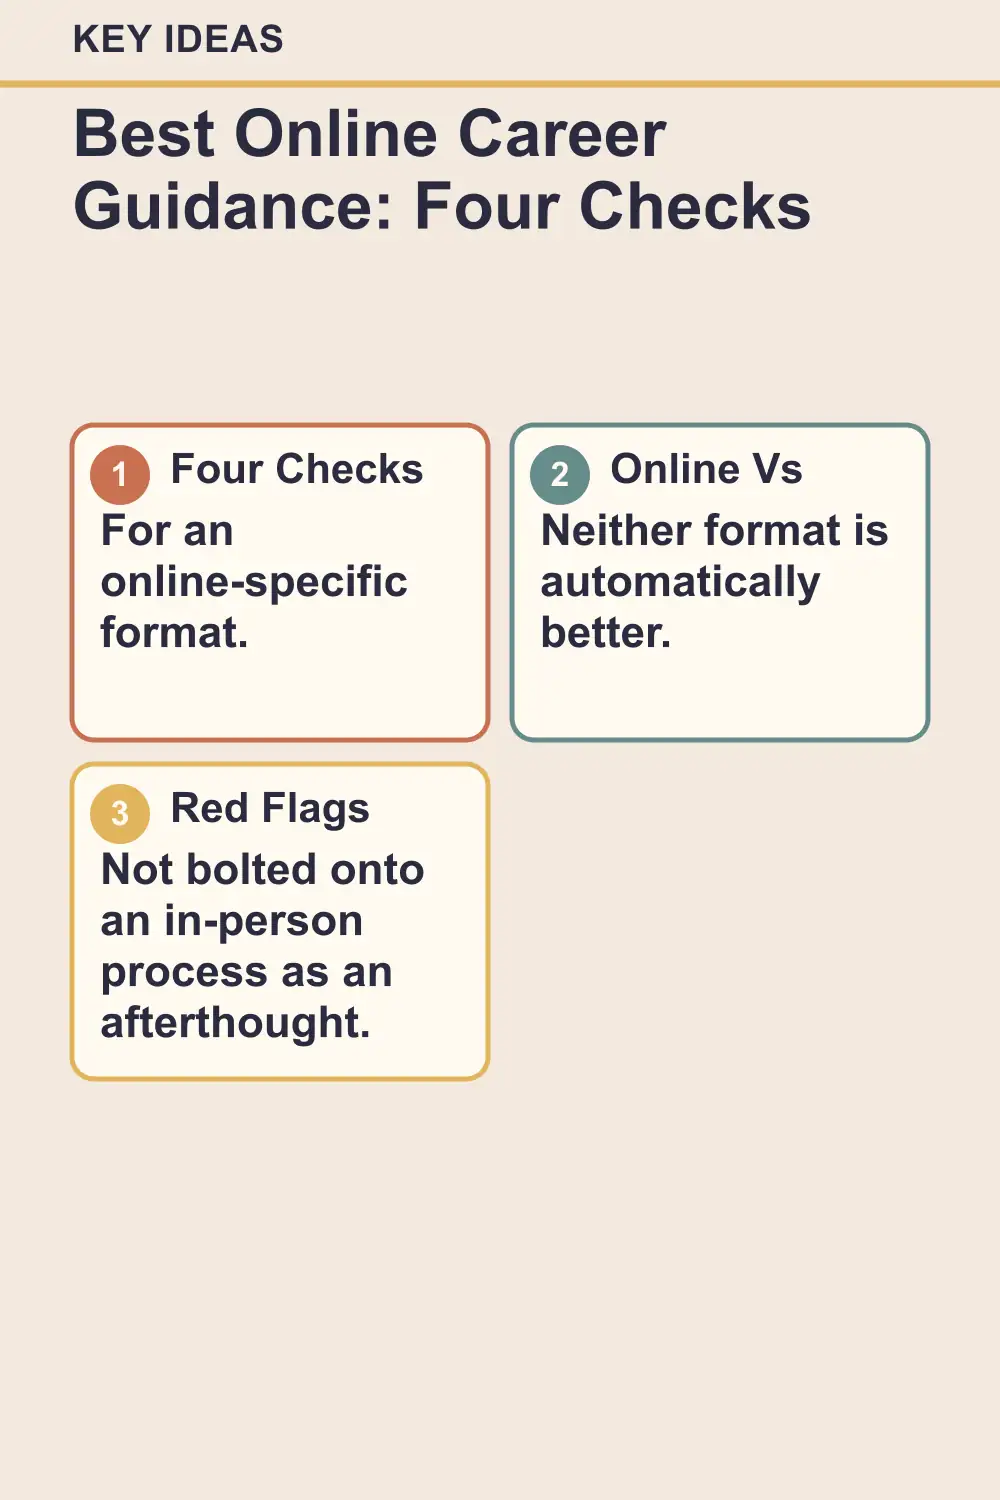 KEY IDEAS
Best Online Career
Guidance: Four Checks
1 Four Checks
For an
online-specific
format.
2 Online Vs
Neither format is
automatically
better.
3 Red Flags
Not bolted onto
an in-person
process as an
afterthought.